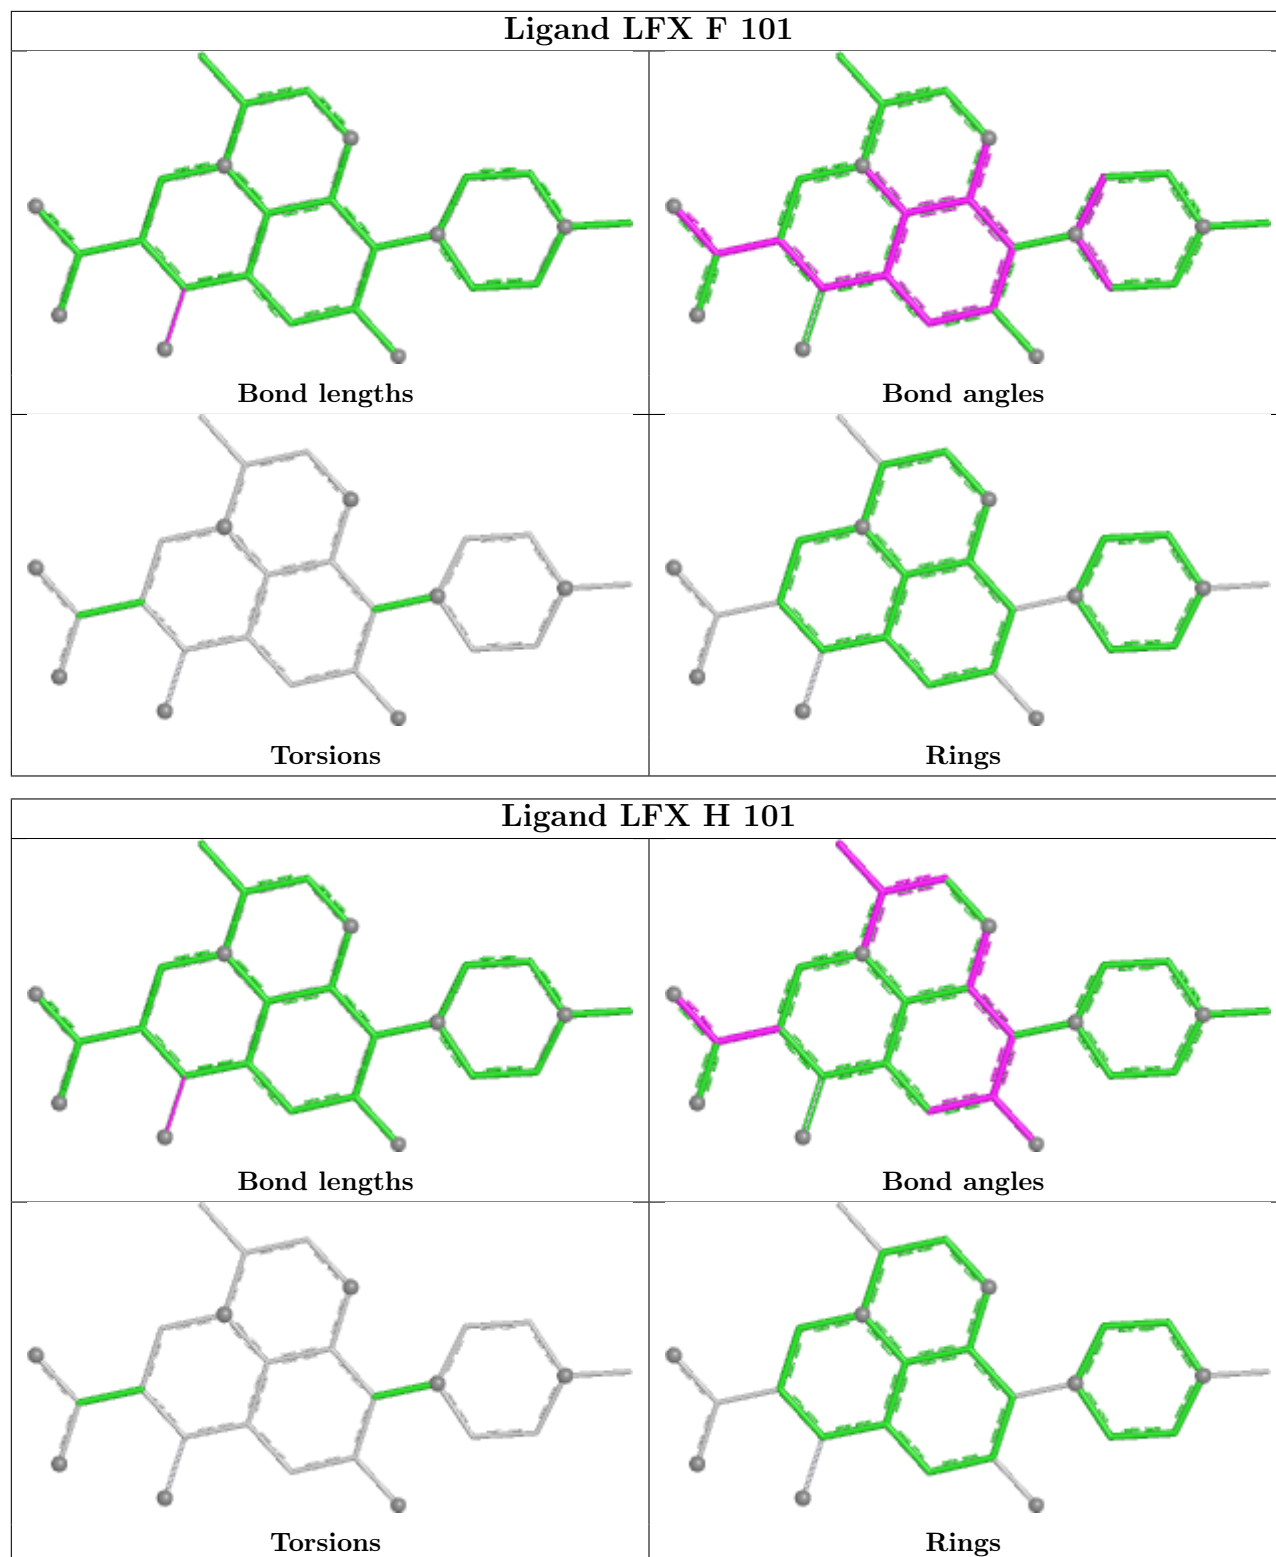 Ligand LFX F 101
Bond lengths
Bond angles
Torsions
Rings
Ligand LFX H 101
Bond lengths
Bond angles
Torsions
Rings